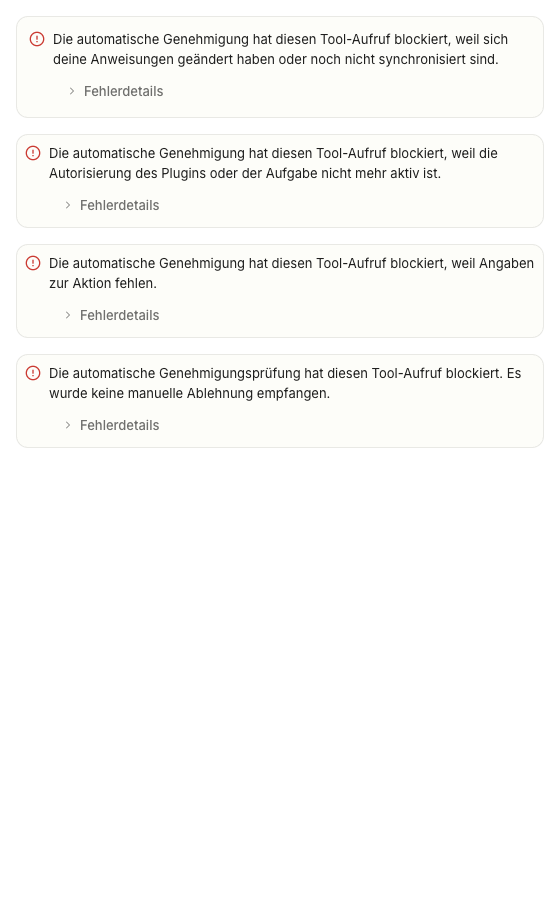 Die automatische Genehmigung hat diesen Tool-Aufruf blockiert, weil sich
deine Anweisungen geändert haben oder noch nicht synchronisiert sind.
Fehlerdetails
Die automatische Genehmigung hat diesen Tool-Aufruf blockiert, weil die
Autorisierung des Plugins oder der Aufgabe nicht mehr aktiv ist.
Fehlerdetails
Die automatische Genehmigung hat diesen Tool-Aufruf blockiert, weil Angaben
zur Aktion fehlen.
Fehlerdetails
Die automatische Genehmigungsprüfung hat diesen Tool-Aufruf blockiert. Es
wurde keine manuelle Ablehnung empfangen.
Fehlerdetails